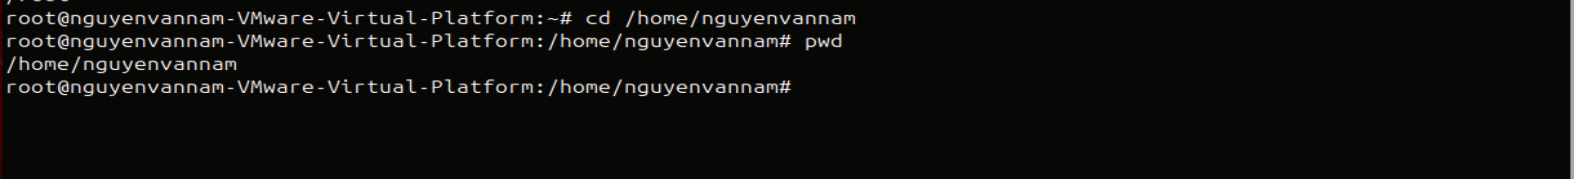 root@nguyenvannam-VMware-Virtual-Platform:~# cd /home/nguyenvannam
root@nguyenvannam-VMware-Virtual-Platform:/home/nguyenvannam# pwd
/home/nguyenvannam
root@nguyenvannam-VMware-Virtual-Platform:/home/nguyenvannam#